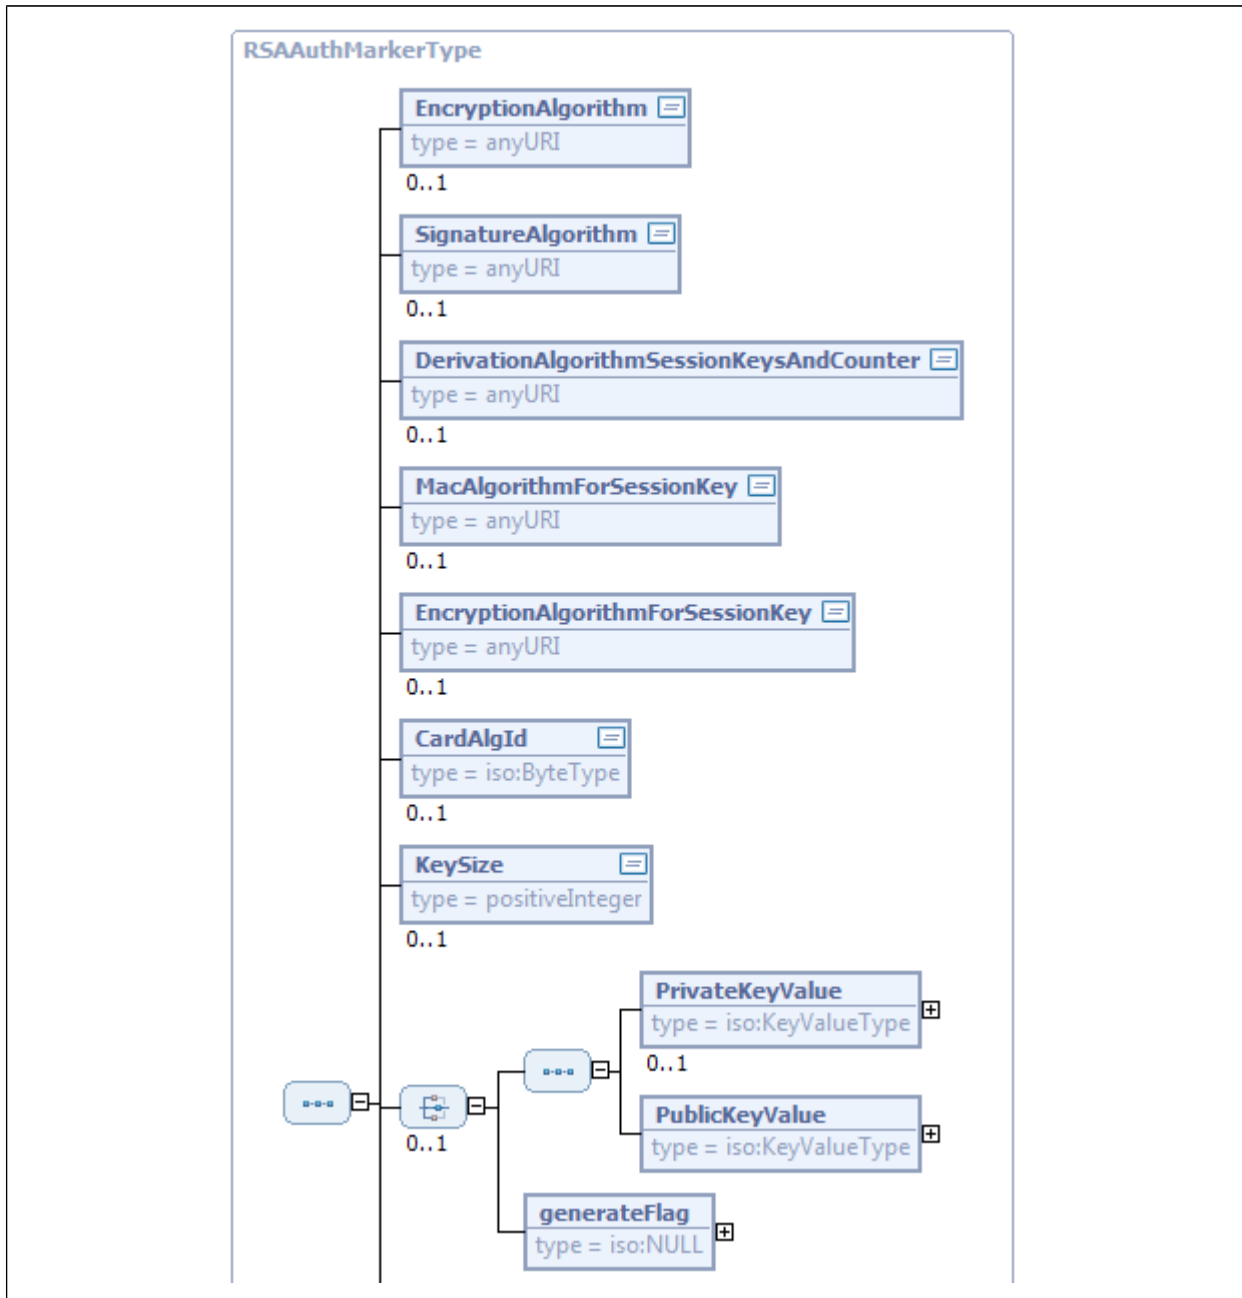 RSAAuthMarkerType
EncryptionAlgorithm
type = anyURI
0..1
SignatureAlgorithm
type = anyURI
0..1
DerivationAlgorithmSessionKeysAndCounter
type = anyURI
0..1
MacAlgorithmForSessionKey
type = anyURI
0..1
EncryptionAlgorithmForSessionKey
type = anyURI
0..1
CardAlgId
type = iso:ByteType
0..1
KeySize
type = positiveInteger
0..1
PrivateKeyValue
type = iso:KeyValueType
0..1
PublicKeyValue
type = iso:KeyValueType
0..1
generateFlag
type = iso:NULL